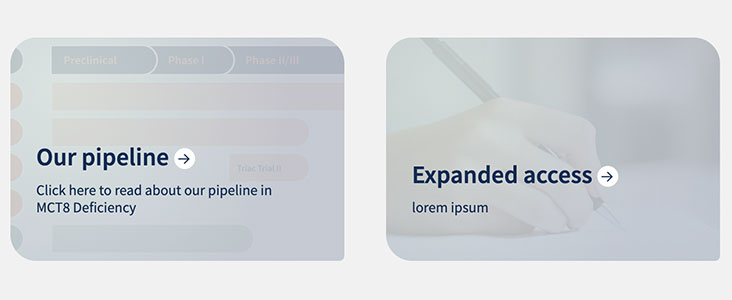 Preclinical
Phase I
Phase II/III
Triac Trial II
Our pipeline
Click here to read about our pipeline in
MCT8 Deficiency
Expanded access
lorem ipsum